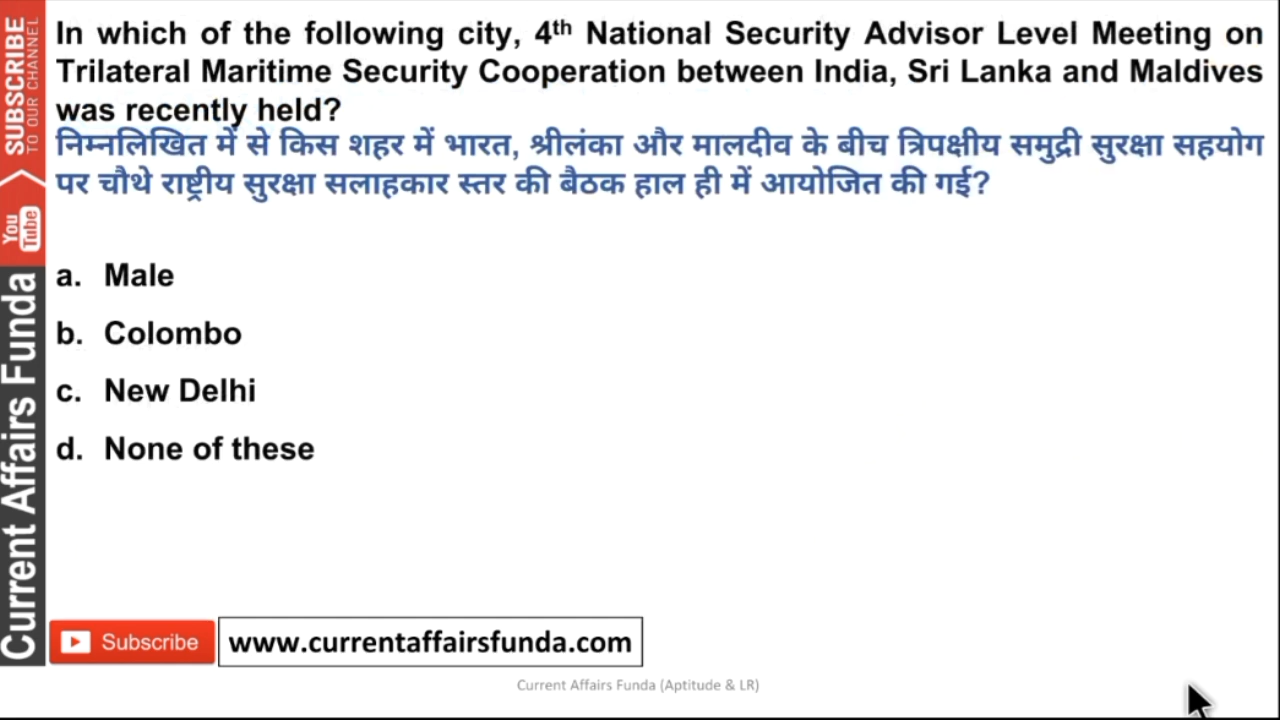 In which of the following city, 4th National Security Advisor Level Meeting on
Trilateral Maritime Security Cooperation between India, Sri Lanka and Maldives
was recently held?
निम्नलिखित में से किस शहर में भारत, श्रीलंका और मालदीव के बीच त्रिपक्षीय समुद्री सुरक्षा सहयोग
पर चौथे राष्ट्रीय सुरक्षा सलाहकार स्तर की बैठक हाल ही में आयोजित की गई?
a. Male
b. Colombo
c. New Delhi
d. None of these
SUBSCRIBE
TO OUR CHANNEL
You
Tube
Current Affairs Funda
Subscribe
www.currentaffairsfunda.com
Current Affairs Funda (Aptitude & LR)